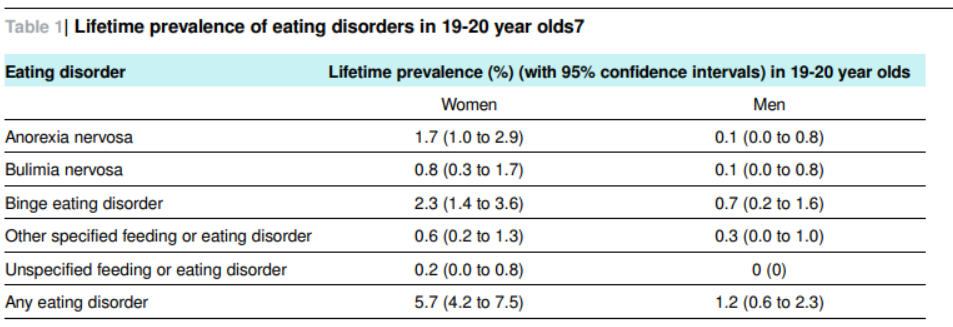 Table 1| Lifetime prevalence of eating disorders in 19-20 year olds7
Eating disorder Lifetime prevalence (%) (with 95% confidence intervals) in 19-20 year olds
Women Men
Anorexia nervosa 1.7 (1.0 to 2.9) 0.1 (0.0 to 0.8)
Bulimia nervosa 0.8 (0.3 to 1.7) 0.1 (0.0 to 0.8)
Binge eating disorder 2.3 (1.4 to 3.6) 0.7 (0.2 to 1.6)
Other specified feeding or eating disorder 0.6 (0.2 to 1.3) 0.3 (0.0 to 1.0)
Unspecified feeding or eating disorder 0.2 (0.0 to 0.8) 0 (0)
Any eating disorder 5.7 (4.2 to 7.5) 1.2 (0.6 to 2.3)